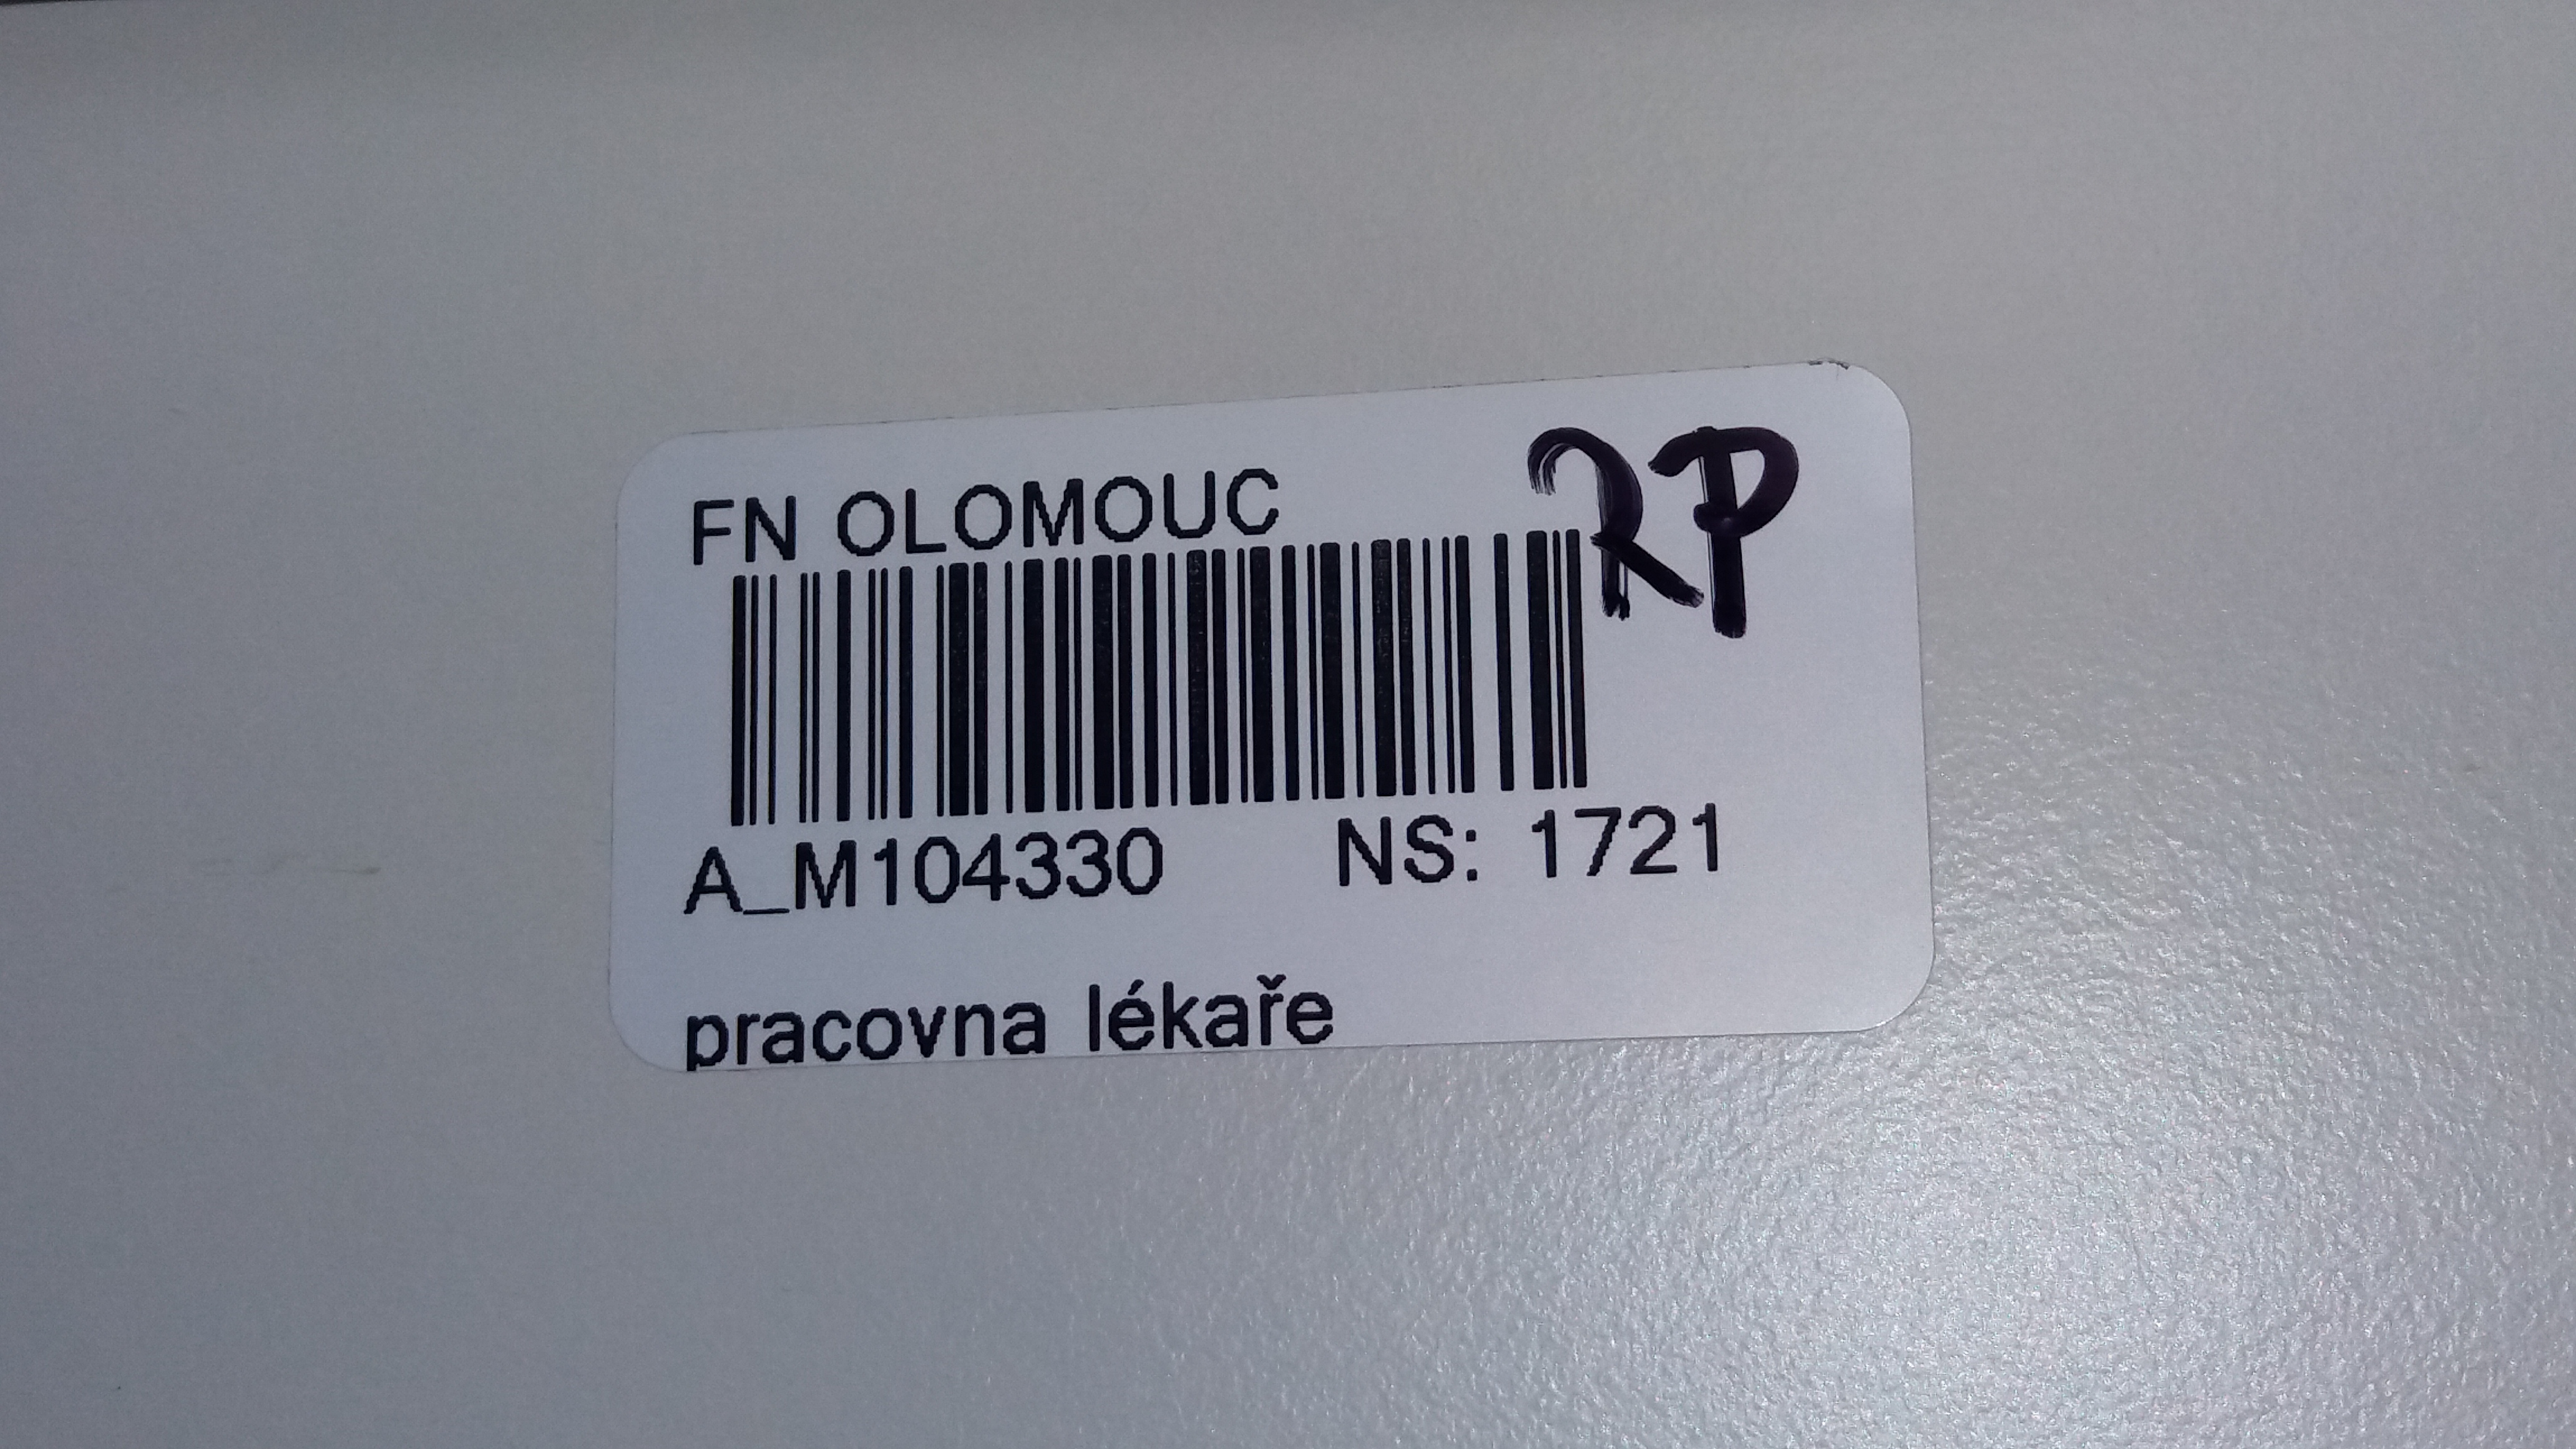 FN OLOMOUC
RP
A_M104330 NS: 1721
pracovna lékaře